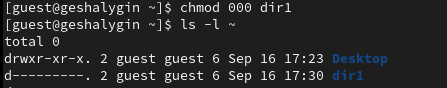 [guest@geshalygin ~]$ chmod 000 dir1
[guest@geshalygin ~]$ ls -l ~
total 0
drwxr-xr-x. 2 guest guest 6 Sep 16 17:23 Desktop
d---------. 2 guest guest 6 Sep 16 17:30 dir1